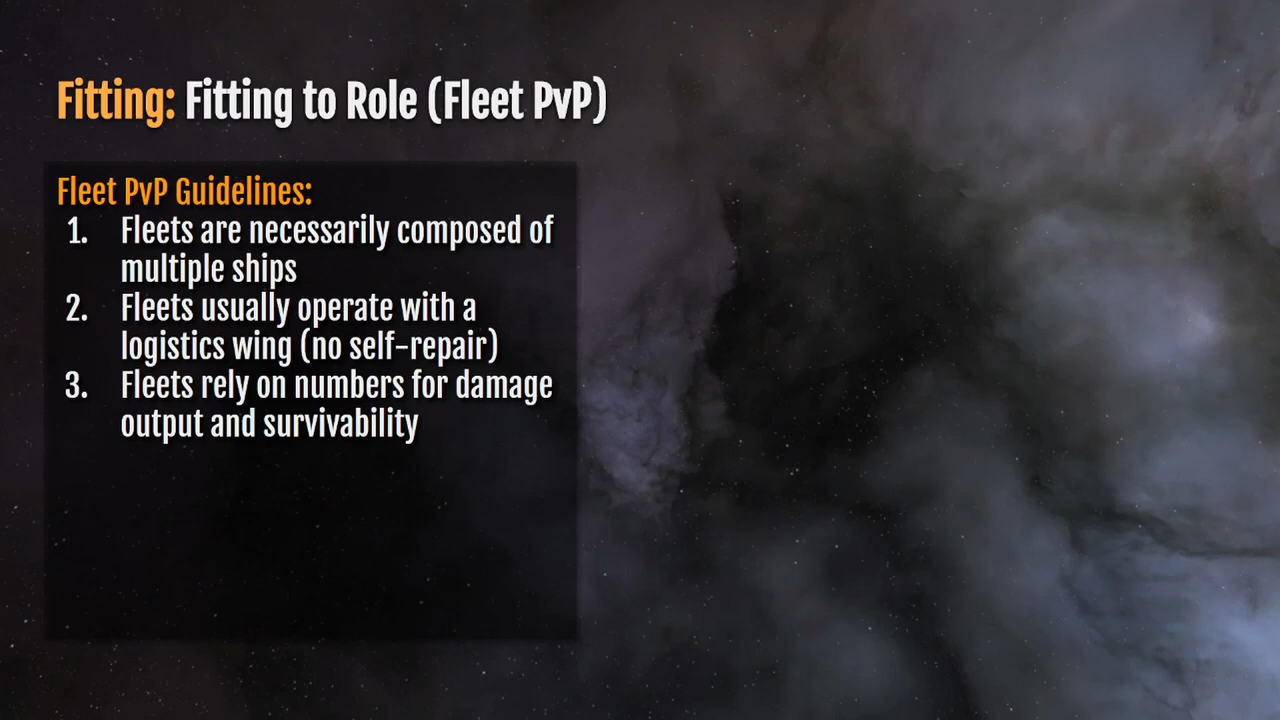 Fitting: Fitting to Role (Fleet PvP)
Fleet PvP Guidelines:
1. Fleets are necessarily composed of
multiple ships
2. Fleets usually operate with a
logistics wing (no self-repair)
3. Fleets rely on numbers for damage
output and survivability